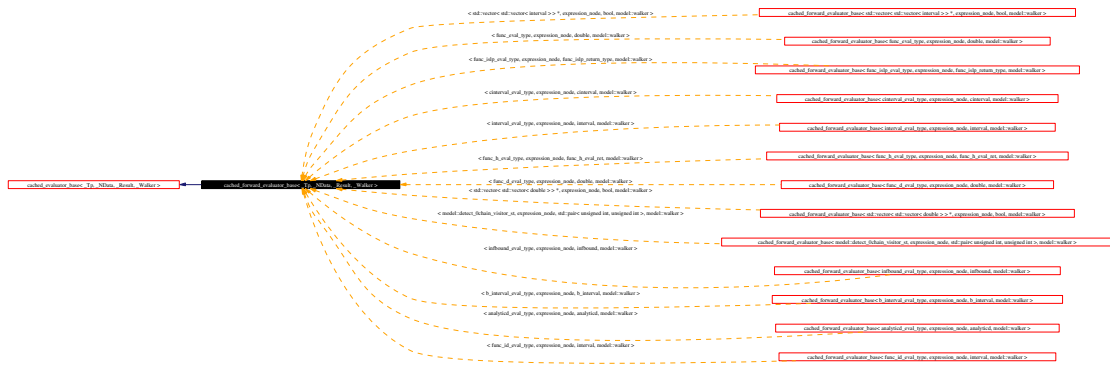 < std::vector< std::vector< interval > > *, expression_node, bool, model::walker >
cached_forward_evaluator_base< std::vector< std::vector< interval > > *, expression_node, bool, model::walker >
< func_eval_type, expression_node, double, model::walker >
cached_forward_evaluator_base< func_eval_type, expression_node, double, model::walker >
< func_islp_eval_type, expression_node, func_islp_return_type, model::walker >
cached_forward_evaluator_base< func_islp_eval_type, expression_node, func_islp_return_type, model::walker >
< cinterval_eval_type, expression_node, cinterval, model::walker >
cached_forward_evaluator_base< cinterval_eval_type, expression_node, cinterval, model::walker >
< interval_eval_type, expression_node, interval, model::walker >
cached_forward_evaluator_base< interval_eval_type, expression_node, interval, model::walker >
< func_h_eval_type, expression_node, func_h_eval_ret, model::walker >
cached_forward_evaluator_base< func_h_eval_type, expression_node, func_h_eval_ret, model::walker >
cached_evaluator_base< _Tp, _NData, _Result, _Walker >
cached_forward_evaluator_base< _Tp, _NData, _Result, _Walker >
< func_d_eval_type, expression_node, double, model::walker >
cached_forward_evaluator_base< func_d_eval_type, expression_node, double, model::walker >
< std::vector< std::vector< double > > *, expression_node, bool, model::walker >
cached_forward_evaluator_base< std::vector< std::vector< double > > *, expression_node, bool, model::walker >
< model::detect_0chain_visitor_st, expression_node, std::pair< unsigned int, unsigned int >, model::walker >
cached_forward_evaluator_base< model::detect_0chain_visitor_st, expression_node, std::pair< unsigned int, unsigned int >, model::walker >
< infbound_eval_type, expression_node, infbound, model::walker >
cached_forward_evaluator_base< infbound_eval_type, expression_node, infbound, model::walker >
< b_interval_eval_type, expression_node, b_interval, model::walker >
cached_forward_evaluator_base< b_interval_eval_type, expression_node, b_interval, model::walker >
< analyticd_eval_type, expression_node, analyticd, model::walker >
cached_forward_evaluator_base< analyticd_eval_type, expression_node, analyticd, model::walker >
< func_id_eval_type, expression_node, interval, model::walker >
cached_forward_evaluator_base< func_id_eval_type, expression_node, interval, model::walker >